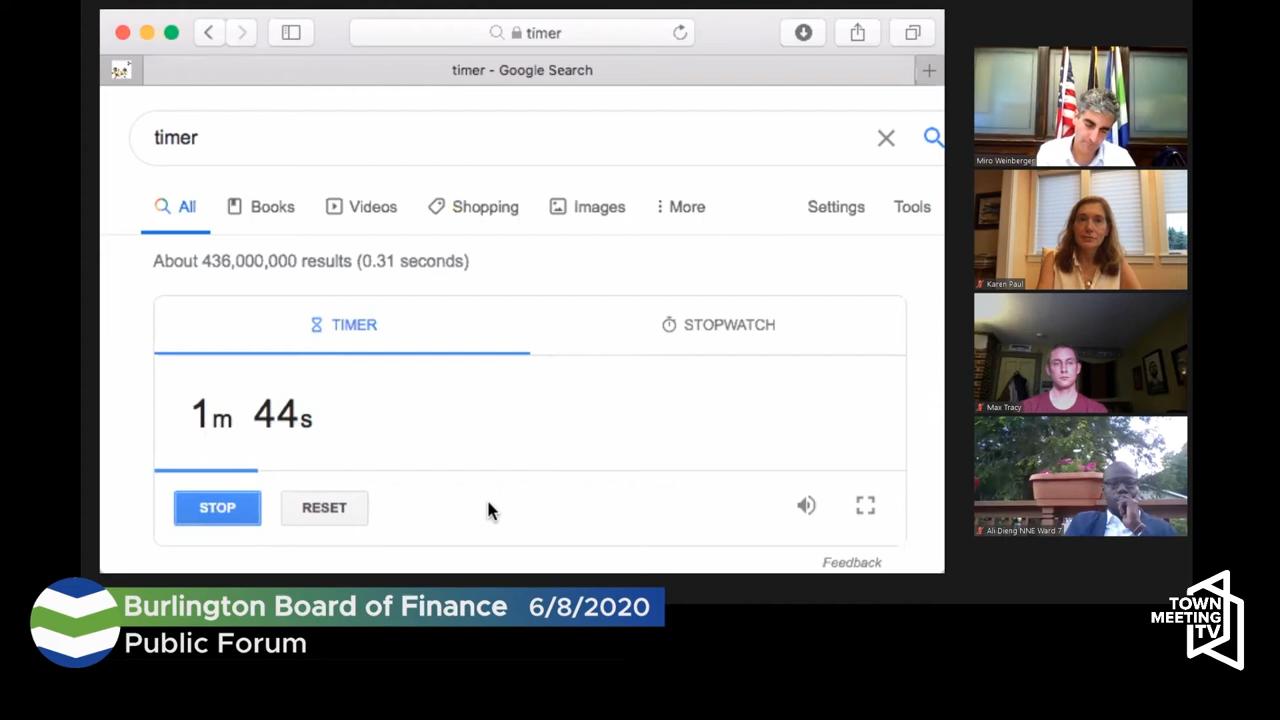 timer
timer - Google Search
timer
All Books Videos Shopping Images More Settings Tools
About 436,000,000 results (0.31 seconds)
TIMER STOPWATCH
1m 44s
STOP RESET
Feedback
Miro Weinberger
Karen Paul
Max Tracy
Ali Dieng NNE Ward 7
Burlington Board of Finance 6/8/2020
Public Forum
TOWN
MEETING
TV